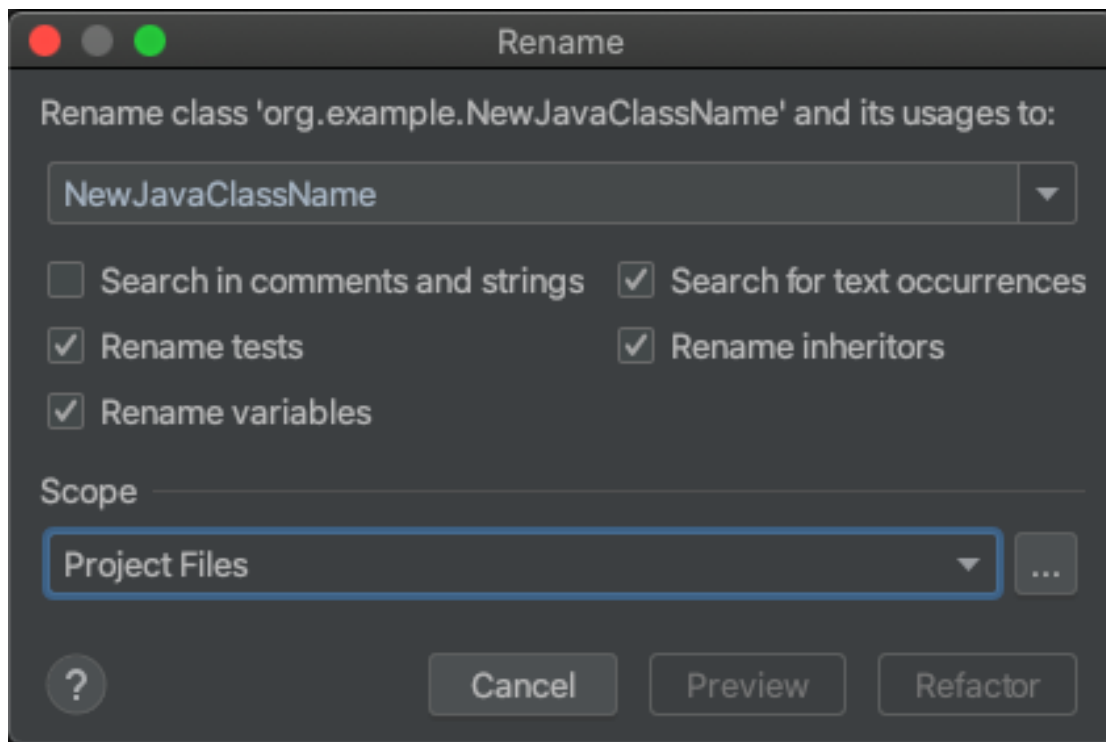 Rename
Rename class 'org.example.NewJavaClassName' and its usages to:
NewJavaClassName
Search in comments and strings
Search for text occurrences
Rename tests
Rename inheritors
Rename variables
Scope
Project Files
...
?
Cancel
Preview
Refactor